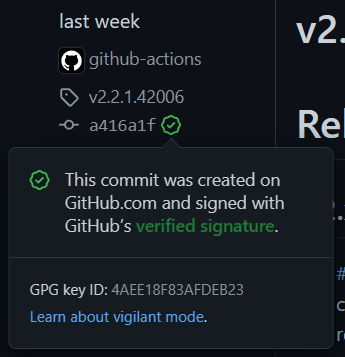 last week
v2.
github-actions
v2.2.1.42006
a416a1f
Rel
This commit was created on
GitHub.com and signed with
GitHub's verified signature.
GPG key ID: 4AEE18F83AFDEB23
Learn about vigilant mode.